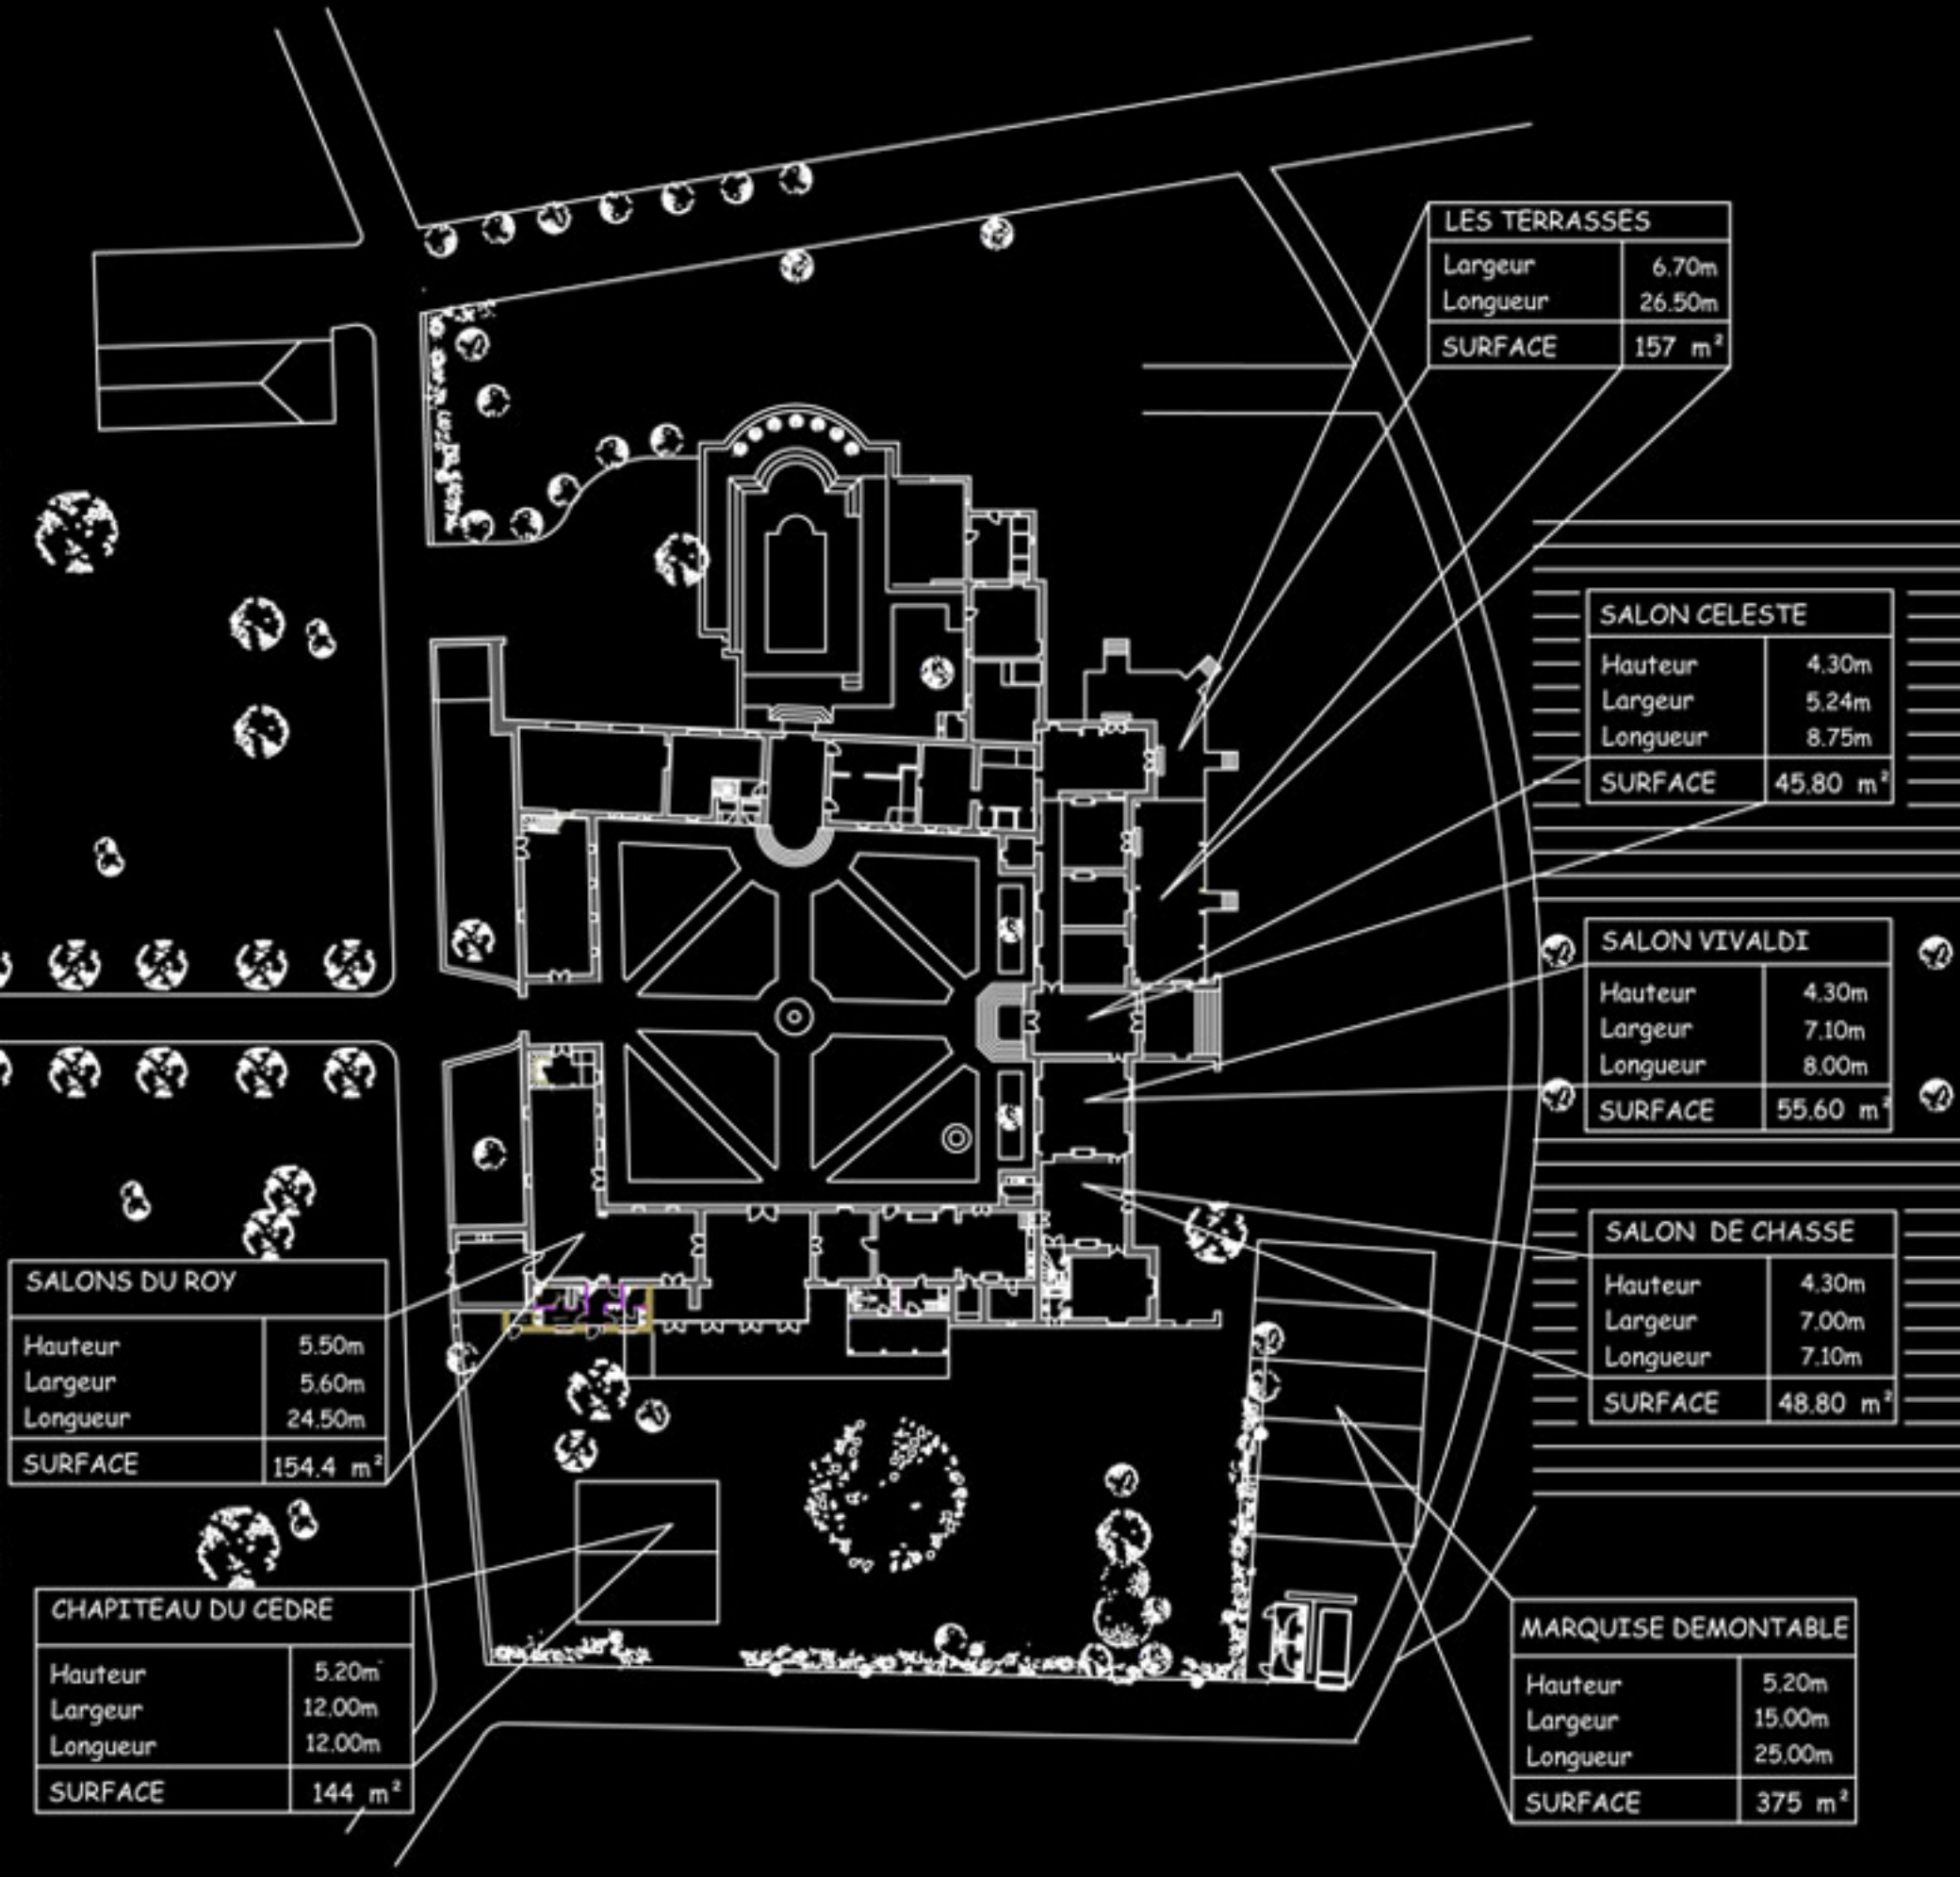 LES TERRASSES
Largeur 6.70m
Longueur 26.50m
SURFACE 157 m²
SALON CELESTE
Hauteur 4.30m
Largeur 5.24m
Longueur 8.75m
SURFACE 45.80 m²
SALON VIVALDI
Hauteur 4.30m
Largeur 7.10m
Longueur 8.00m
SURFACE 55.60 m²
SALON DE CHASSE
Hauteur 4.30m
Largeur 7.00m
Longueur 7.10m
SURFACE 48.80 m²
SALONS DU ROY
Hauteur 5.50m
Largeur 5.60m
Longueur 24.50m
SURFACE 154.4 m²
CHAPITEAU DU CEDRE
Hauteur 5.20m
Largeur 12.00m
Longueur 12.00m
SURFACE 144 m²
MARQUISE DEMONTABLE
Hauteur 5.20m
Largeur 15.00m
Longueur 25.00m
SURFACE 375 m²